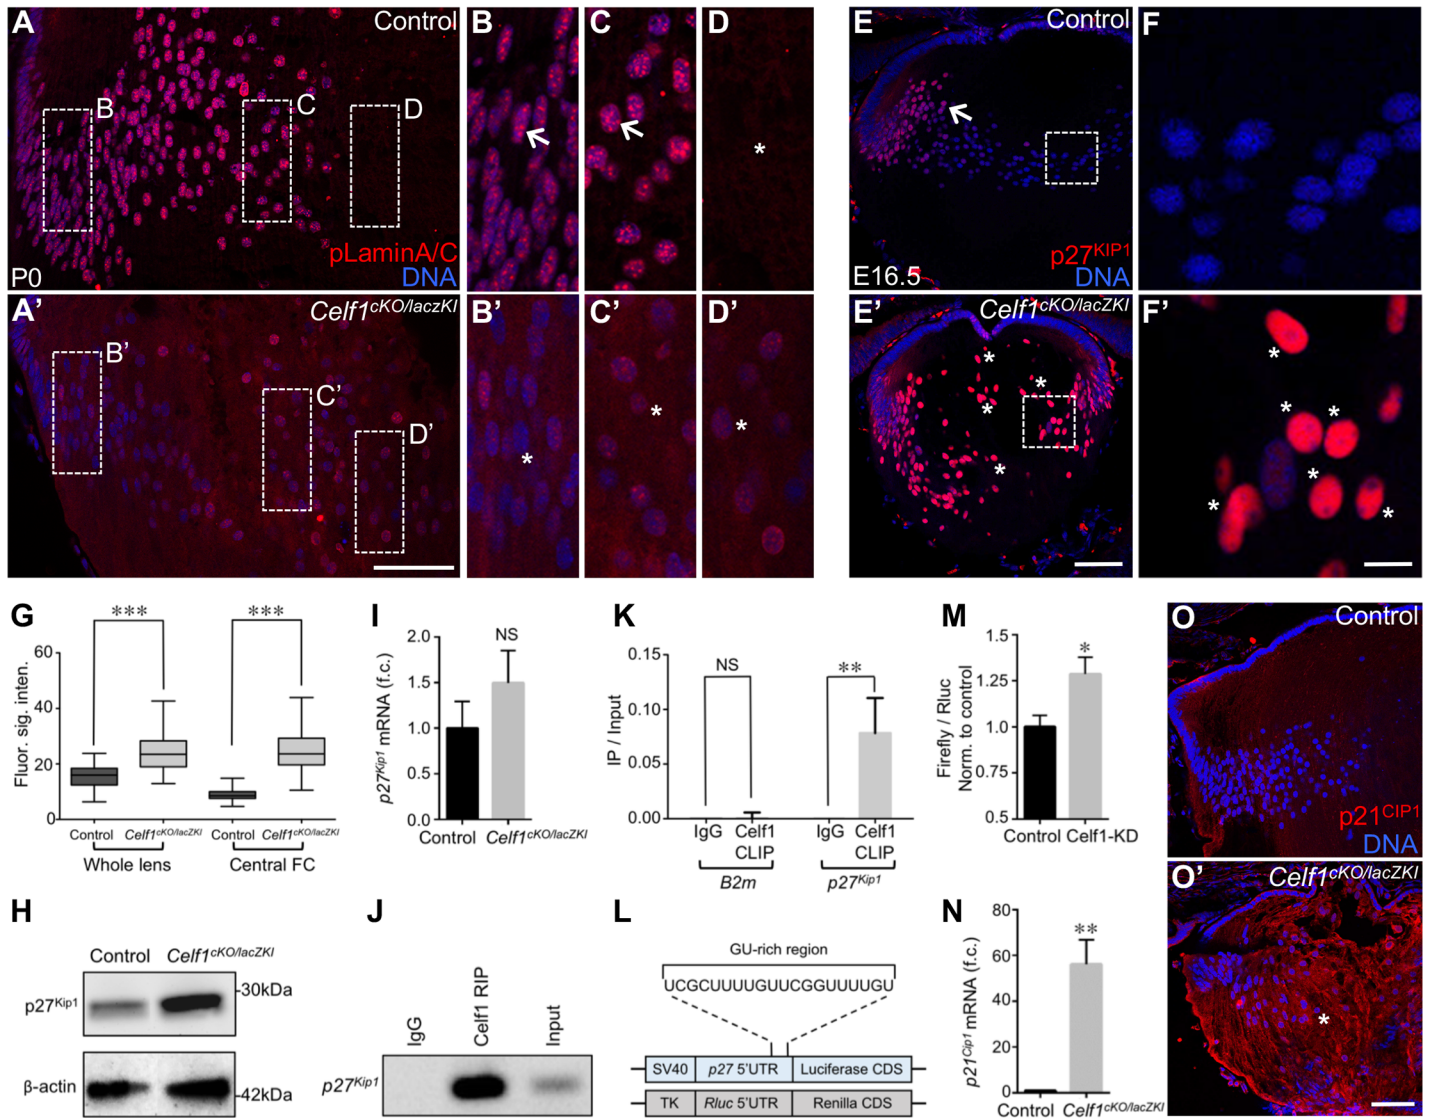 A
Control
B
C
D
pLaminA/C
DNA
P0
B
C
D
*
E
Control
p27KIP1
DNA
E16.5
F
A’
Celf1cKO/laczKI
B’
C’
D’
B’
*
C’
*
D’
*
E’
Celf1cKO/laczKI
*
*
*
*
F’
*
*
*
*
*
*
G
***
***
Fluor. sig. inten.
60
40
20
0
Control
Celf1cKO/lacZKI
Control
Celf1cKO/lacZKI
Whole lens
Central FC
I
p27Kip1 mRNA (f.c.)
2.0
1.5
1.0
0.5
0
NS
Control
Celf1cKO/lacZKI
K
IP / Input
0.15
0.10
0.05
0.00
NS
**
IgG
Celf1
CLIP
IgG
Celf1
CLIP
B2m
p27Kip1
M
Firefly / Rluc
Norm. to control
1.5
1.25
1.0
0.75
0.5
*
Control
Celf1-KD
O
Control
p21CIP1
DNA
O’
Celf1cKO/lacZKI
*
H
Control
Celf1cKO/lacZKI
p27Kip1
-30kDa
β-actin
-42kDa
J
IgG
Celf1 RIP
Input
p27Kip1
L
GU-rich region
UCGCUUUUGUUCGGUUUUGU
SV40
p27 5’UTR
Luciferase CDS
TK
Rluc 5’UTR
Renilla CDS
N
p21Cip1 mRNA (f.c.)
80
60
40
20
0
**
Control
Celf1cKO/lacZKI